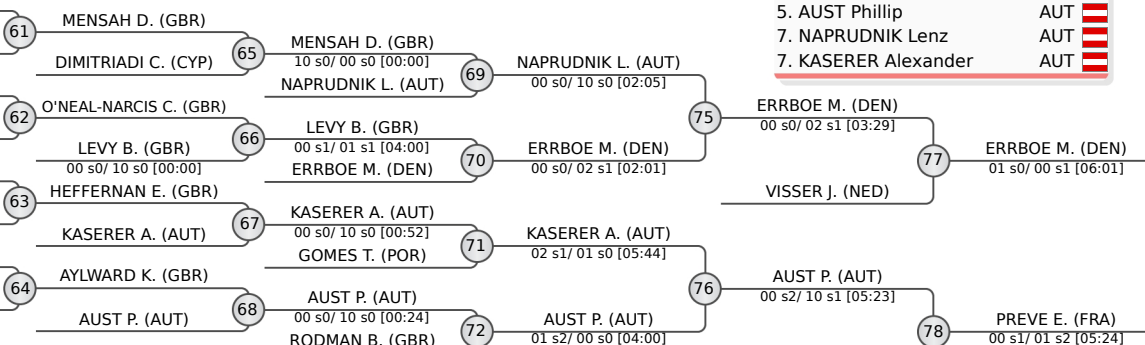 5. AUST Phillip AUT
7. NAPRUDNIK Lenz AUT
7. KASERER Alexander AUT
61
MENSAH D. (GBR)
DIMITRIADI C. (CYP)
62
O'NEAL-NARCIS C. (GBR)
LEVY B. (GBR)
00 s0/ 10 s0 [00:00]
63
HEFFERNAN E. (GBR)
KASERER A. (AUT)
64
AYLWARD K. (GBR)
AUST P. (AUT)
65
MENSAH D. (GBR)
10 s0/ 00 s0 [00:00]
NAPRUDNIK L. (AUT)
66
LEVY B. (GBR)
00 s1/ 01 s1 [04:00]
ERRBOE M. (DEN)
67
KASERER A. (AUT)
00 s0/ 10 s0 [00:52]
GOMES T. (POR)
68
AUST P. (AUT)
00 s0/ 10 s0 [00:24]
RODMAN B. (GBR)
69
NAPRUDNIK L. (AUT)
00 s0/ 10 s0 [02:05]
70
ERRBOE M. (DEN)
00 s0/ 02 s1 [02:01]
71
KASERER A. (AUT)
02 s1/ 01 s0 [05:44]
72
AUST P. (AUT)
01 s2/ 00 s0 [04:00]
75
ERRBOE M. (DEN)
00 s0/ 02 s1 [03:29]
VISSER J. (NED)
76
AUST P. (AUT)
00 s2/ 10 s1 [05:23]
77
ERRBOE M. (DEN)
01 s0/ 00 s1 [06:01]
78
PREVE E. (FRA)
00 s1/ 01 s2 [05:24]